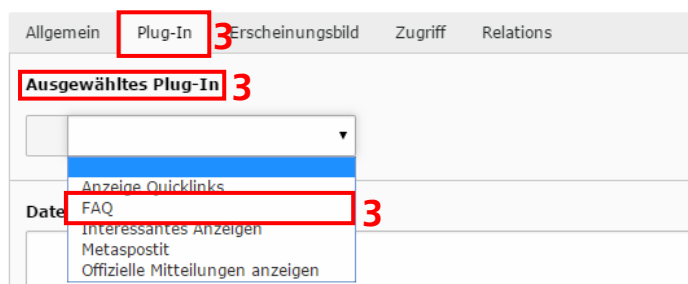 Allgemein Plug-In 3 Erscheinungsbild Zugriff Relations
Ausgewähltes Plug-In 3
Anzeige Quicklinks
Date FAQ 3
Interessantes Anzeigen
Metaspostit
Offizielle Mitteilungen anzeigen